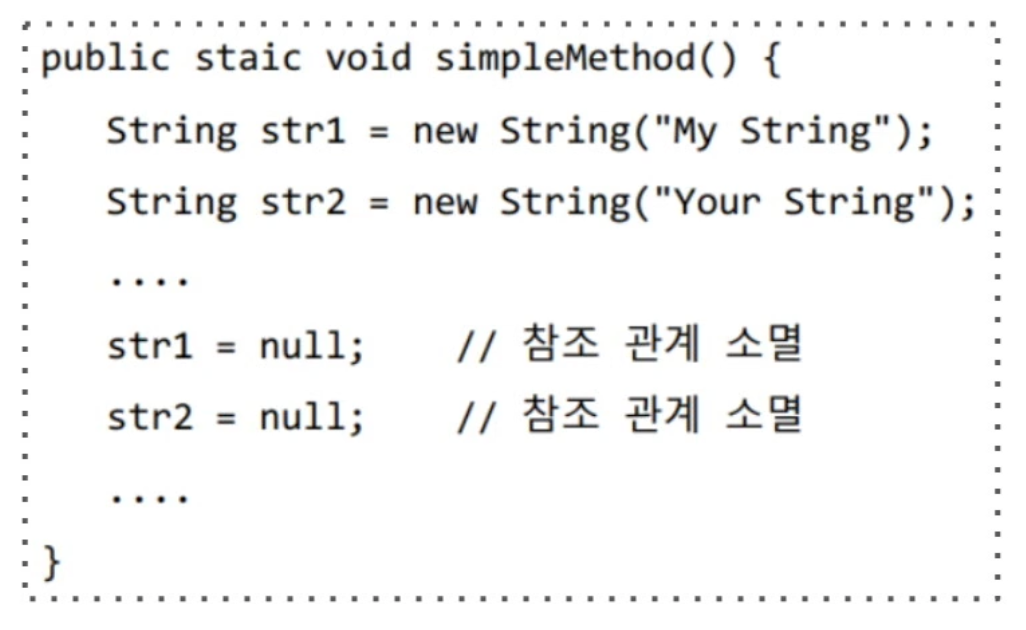 public staic void simpleMethod() {
String str1 = new String("My String");
String str2 = new String("Your String");
....
str1 = null; // 참조 관계 소멸
str2 = null; // 참조 관계 소멸
....
}